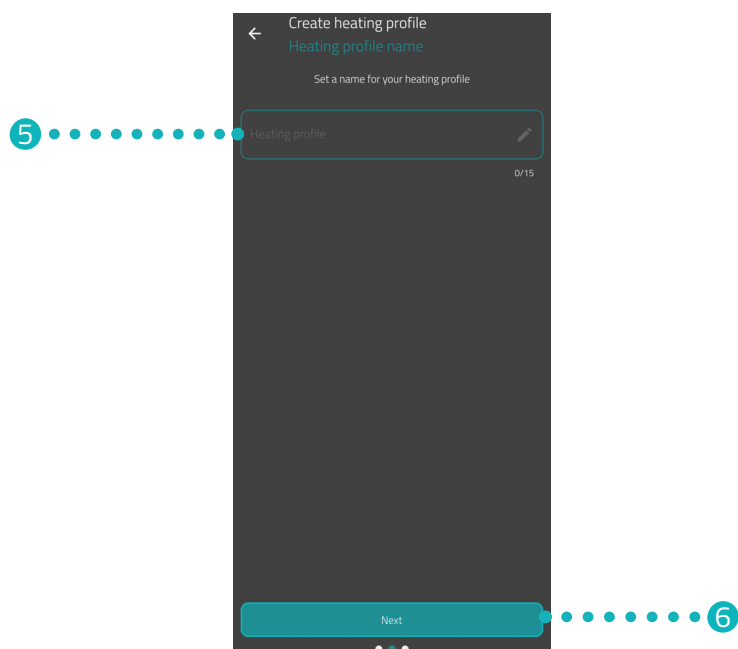 Create heating profile
Heating profile name
Set a name for your heating profile
5
Heating profile
0/15
Next
6